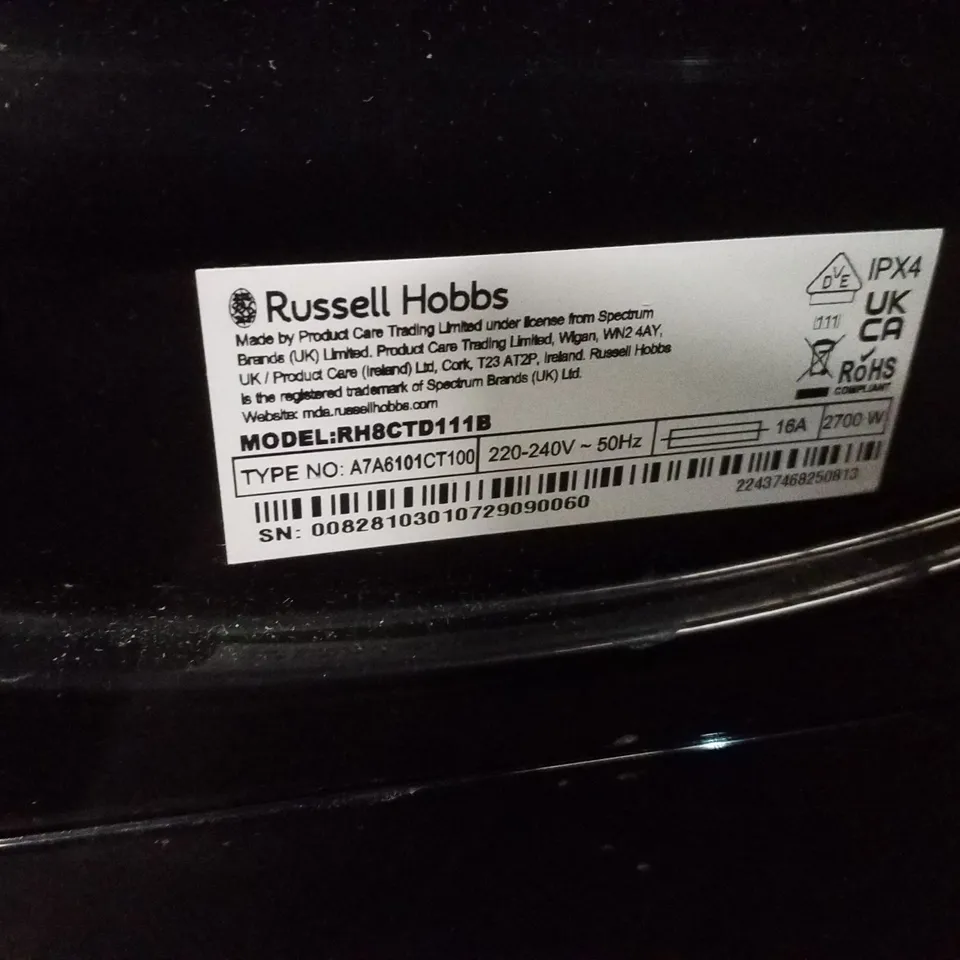 Russell Hobbs
Made by Product Care Trading Limited under license from Spectrum
Brands (UK) Limited. Product Care Trading Limited, Wigan, WN2 4AY,
UK / Product Care (Ireland) Ltd, Cork, T23 AT2P, Ireland. Russell Hobbs
is the registered trademark of Spectrum Brands (UK) Ltd.
Website: mda.russellhobbs.com
MODEL:RH8CTD111B
DVE
IPX4
UK
CA
RoHS
COMPLIANT
TYPE NO: A7A6101CT100
220-240V ~ 50Hz
16A
2700 W
SN: 00828103010729090060
22437468250813